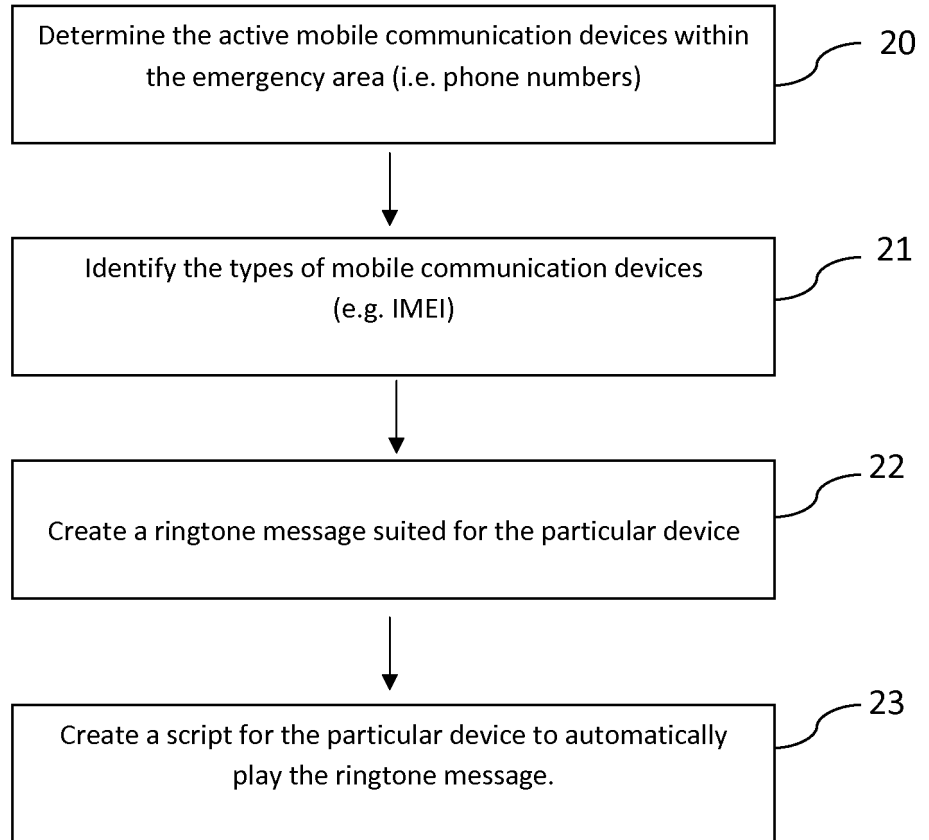 Determine the active mobile communication devices within
the emergency area (i.e. phone numbers)
20
Identify the types of mobile communication devices
(e.g. IMEI)
21
Create a ringtone message suited for the particular device
22
Create a script for the particular device to automatically
play the ringtone message.
23